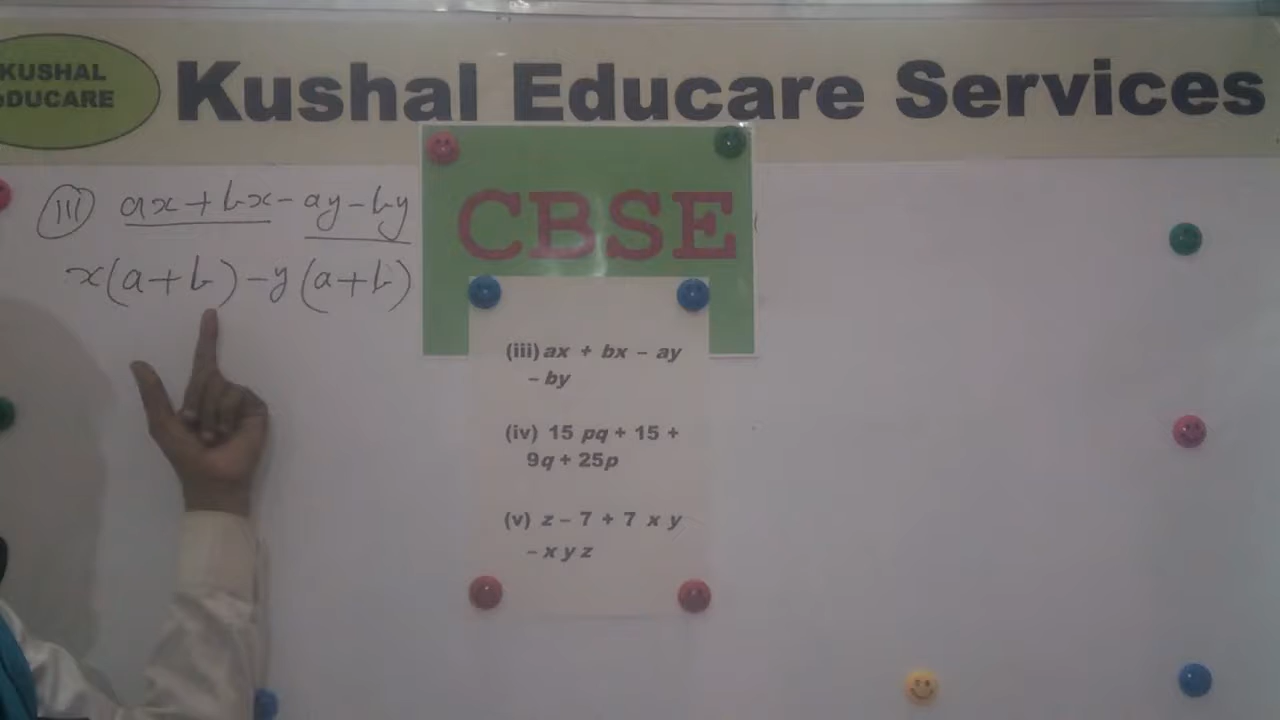 KUSHAL
EDUCARE
Kushal Educare Services
CBSE
(iii) ax + bx - ay - by
x(a+b) - y(a+b)
(iii) ax + bx – ay
– by
(iv) 15 pq + 15 +
9q + 25p
(v) z – 7 + 7 x y
– x y z